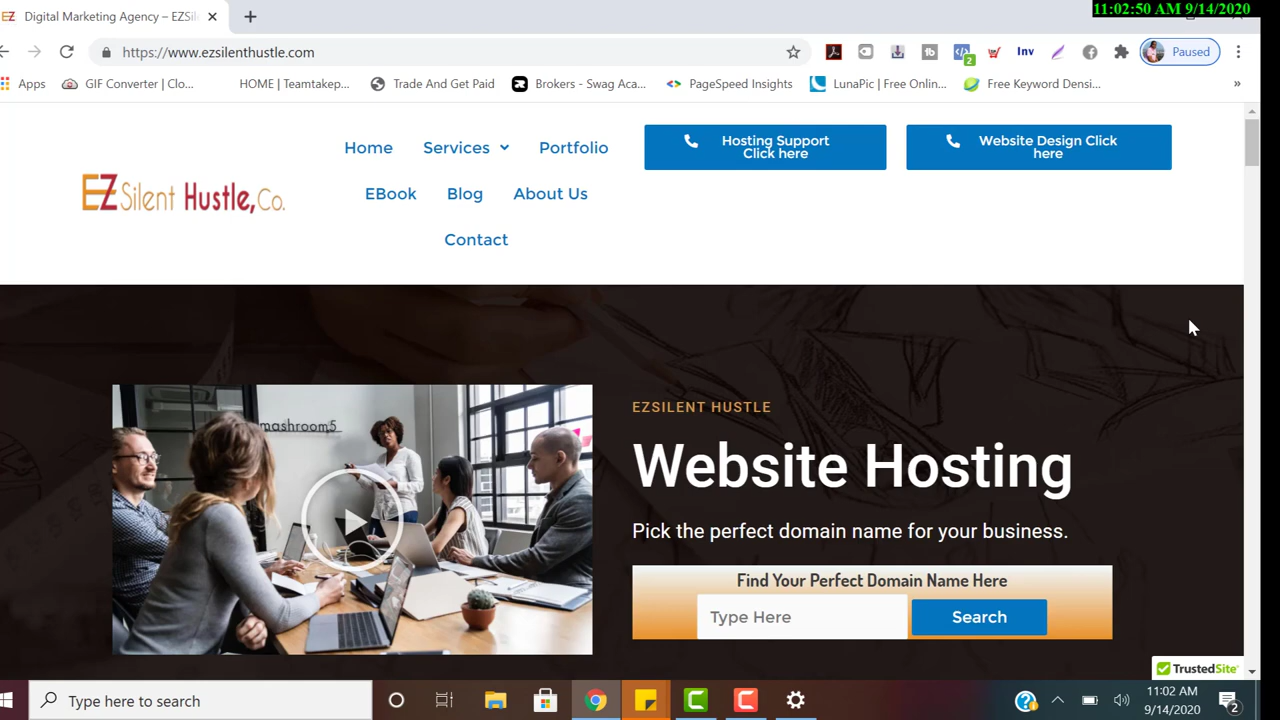 11:02:50 AM 9/14/2020
EZ Digital Marketing Agency – EZSil
https://www.ezsilenthustle.com
Inv
2
Paused
Apps
GIF Converter | Clo...
HOME | Teamtakep...
Trade And Get Paid
Brokers - Swag Aca...
PageSpeed Insights
LunaPic | Free Onlin...
Free Keyword Densi...
»
EZSilent Hustle,Co.
Home
Services
Portfolio
EBook
Blog
About Us
Contact
Hosting Support
Click here
Website Design Click
here
mashroom5
EZSILENT HUSTLE
Website Hosting
Pick the perfect domain name for your business.
Find Your Perfect Domain Name Here
Type Here
Search
TrustedSite
Type here to search
11:02 AM
9/14/2020
2